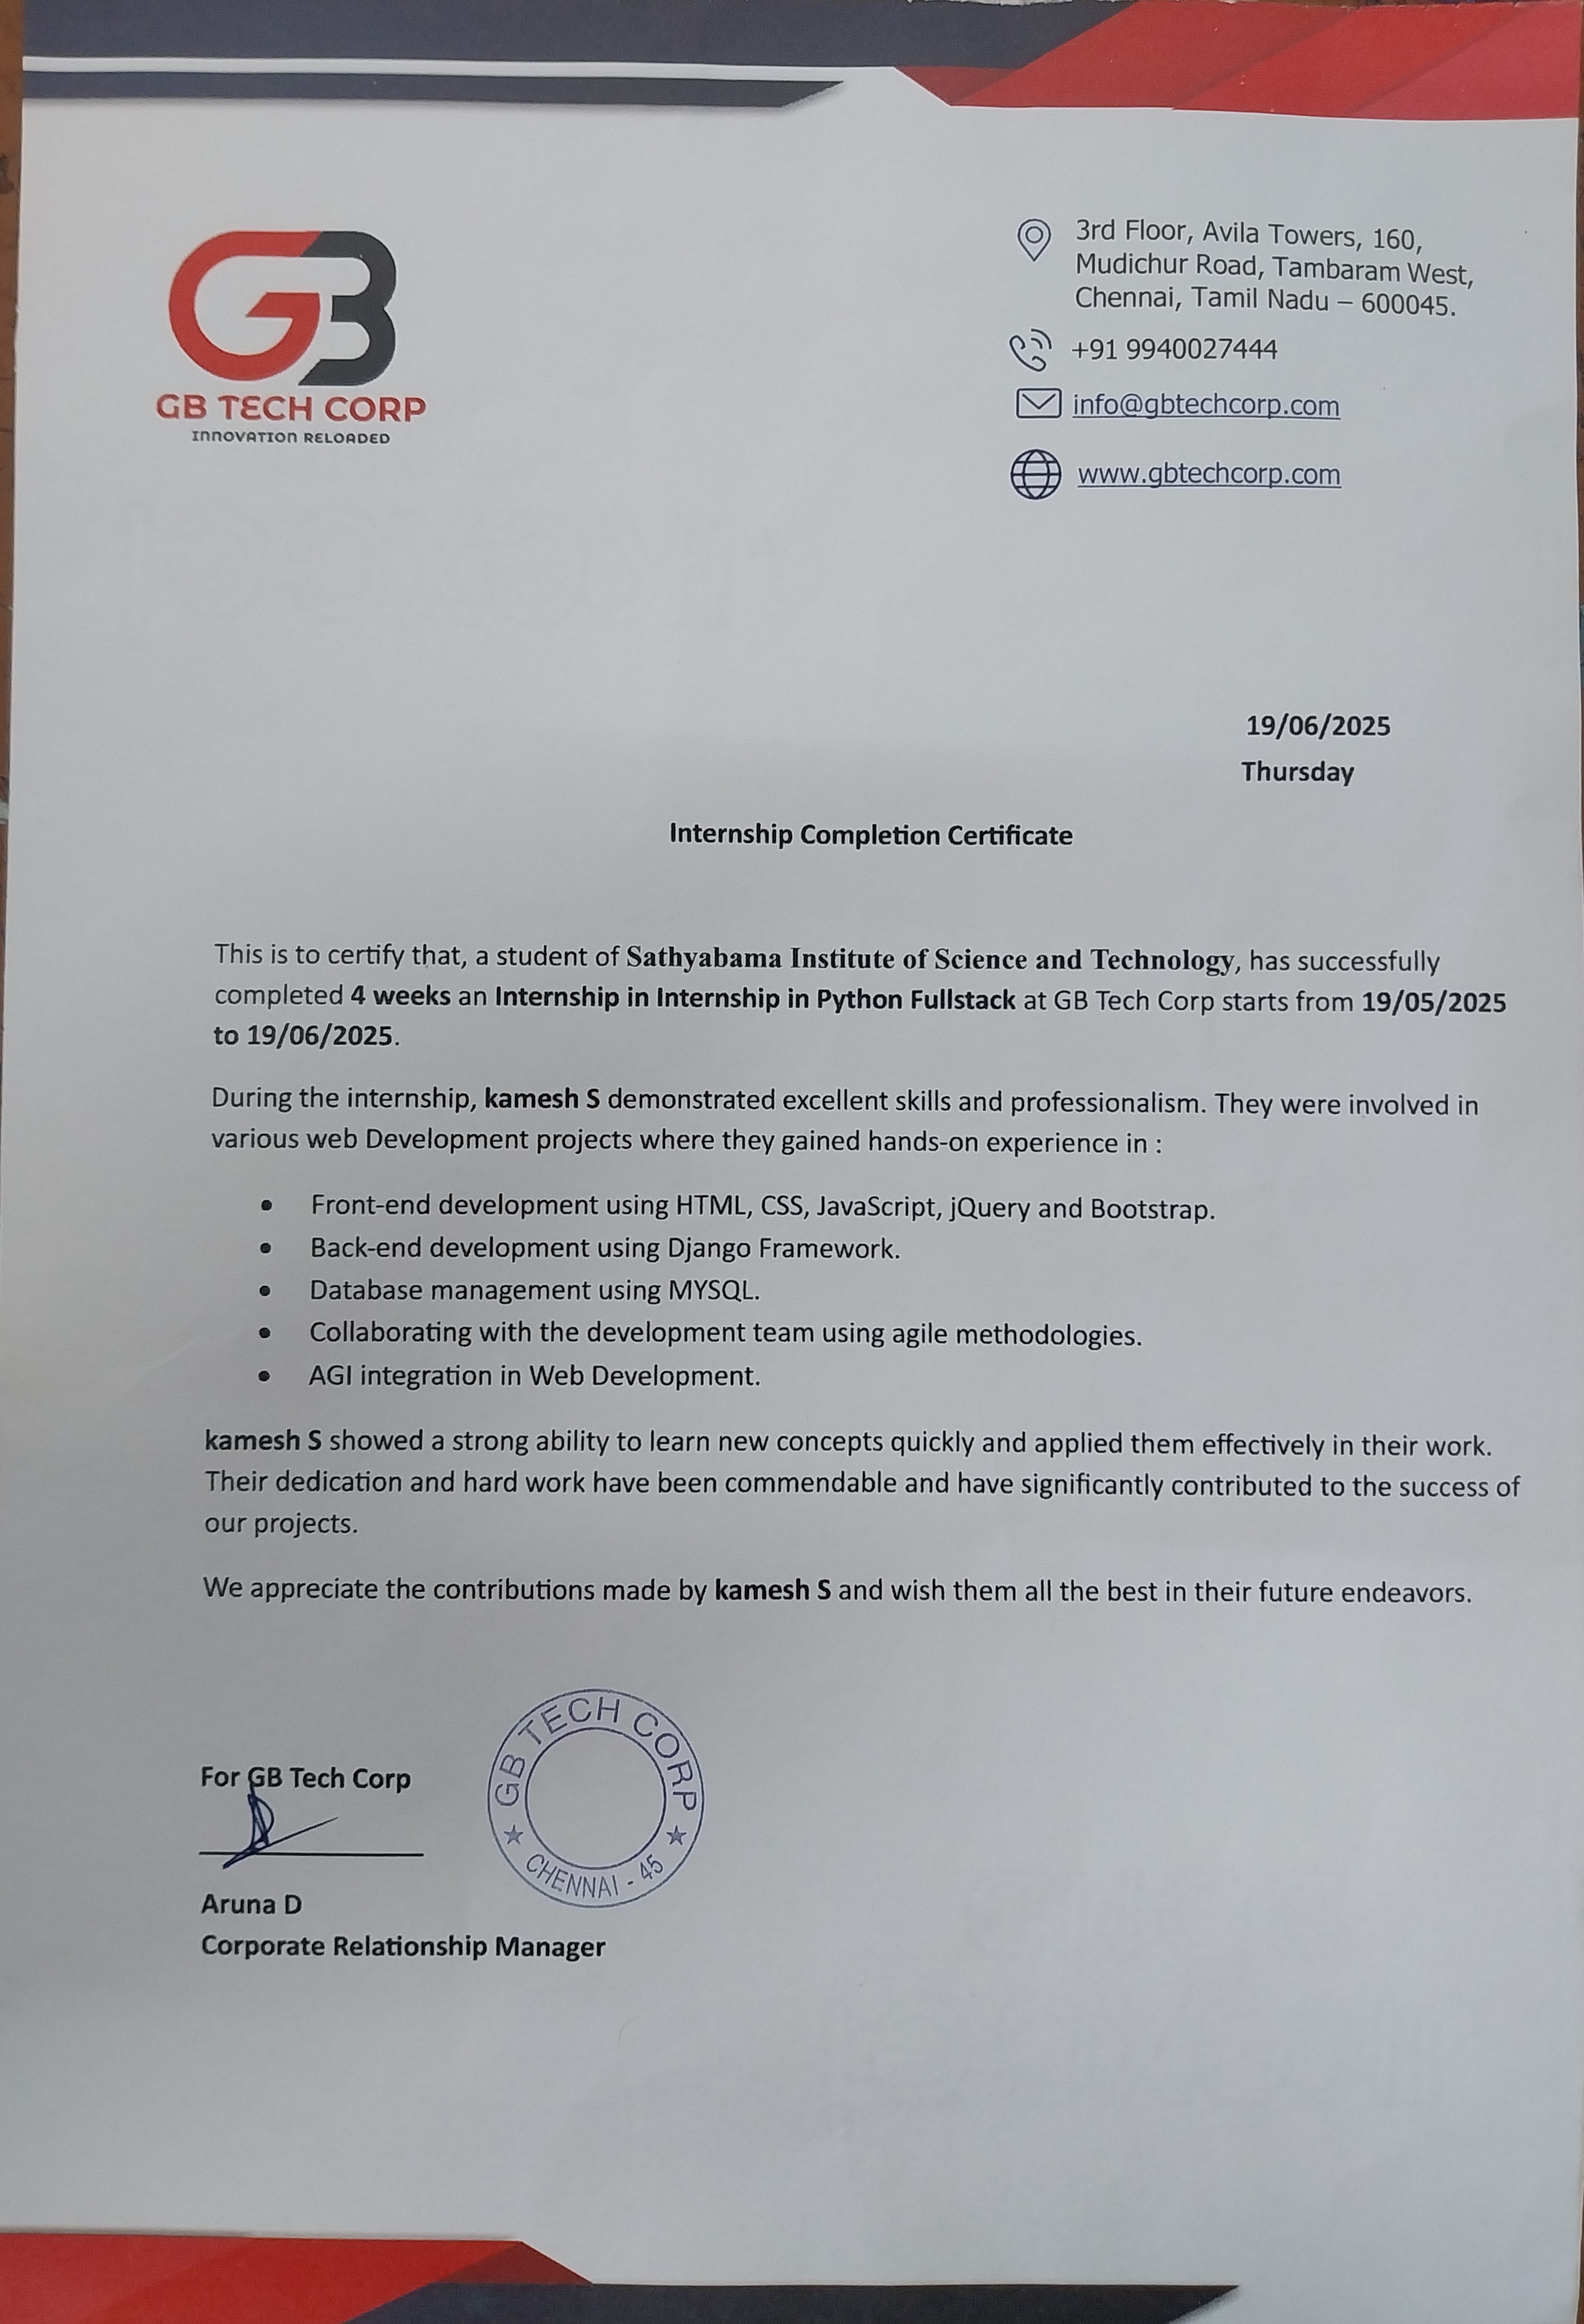 GB TECH CORP
INNOVATION RELOADED
3rd Floor, Avila Towers, 160,
Mudichur Road, Tambaram West,
Chennai, Tamil Nadu – 600045.
+91 9940027444
info@gbtechcorp.com
www.gbtechcorp.com
19/06/2025
Thursday
Internship Completion Certificate
This is to certify that, a student of Sathyabama Institute of Science and Technology, has successfully
completed 4 weeks an Internship in Internship in Python Fullstack at GB Tech Corp starts from 19/05/2025
to 19/06/2025.
During the internship, kamesh S demonstrated excellent skills and professionalism. They were involved in
various web Development projects where they gained hands-on experience in :
• Front-end development using HTML, CSS, JavaScript, jQuery and Bootstrap.
• Back-end development using Django Framework.
• Database management using MYSQL.
• Collaborating with the development team using agile methodologies.
• AGI integration in Web Development.
kamesh S showed a strong ability to learn new concepts quickly and applied them effectively in their work.
Their dedication and hard work have been commendable and have significantly contributed to the success of
our projects.
We appreciate the contributions made by kamesh S and wish them all the best in their future endeavors.
For GB Tech Corp
GB TECH CORP
CHENNAI - 45
Aruna D
Corporate Relationship Manager